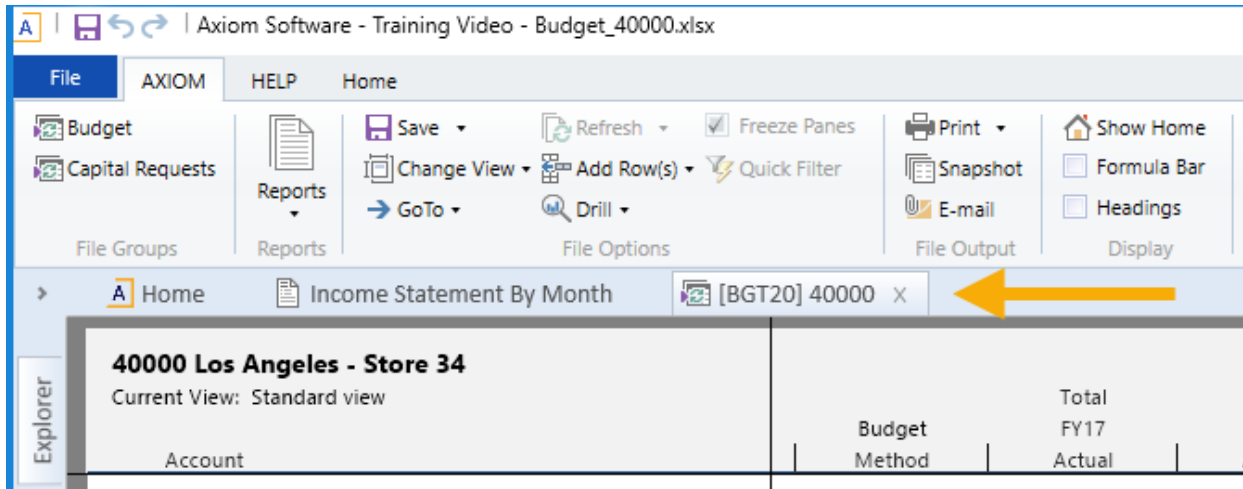 A Axiom Software - Training Video - Budget_40000.xlsx
File AXIOM HELP Home
Budget Save Refresh Freeze Panes Print Show Home
Capital Requests Change View Add Row(s) Quick Filter Snapshot Formula Bar
Reports GoTo Drill E-mail Headings
File Groups Reports File Options File Output Display
> A Home Income Statement By Month [BGT20] 40000 X
Explorer
40000 Los Angeles - Store 34
Current View: Standard view Total
Budget FY17
Account Method Actual